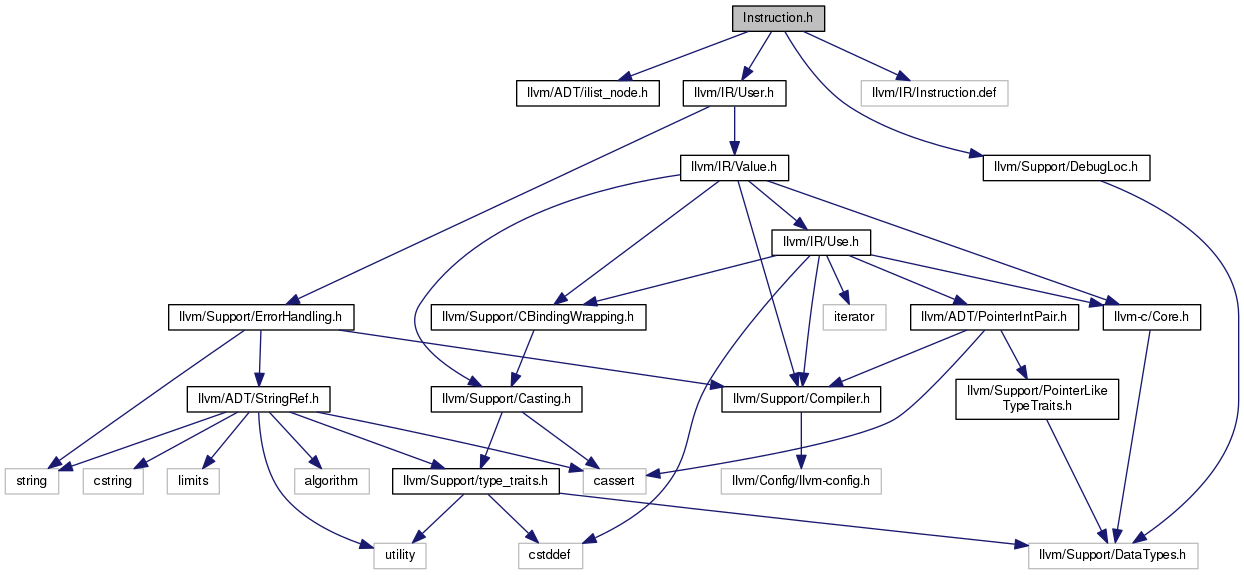 Instruction.h
llvm/ADT/ilist_node.h
llvm/IR/User.h
llvm/IR/Instruction.def
llvm/IR/Value.h
llvm/Support/DebugLoc.h
llvm/IR/Use.h
llvm/Support/ErrorHandling.h
llvm/Support/CBindingWrapping.h
iterator
llvm/ADT/PointerIntPair.h
llvm-c/Core.h
llvm/ADT/StringRef.h
llvm/Support/Casting.h
llvm/Support/Compiler.h
llvm/Support/PointerLike
TypeTraits.h
string
cstring
limits
algorithm
llvm/Support/type_traits.h
cassert
llvm/Config/llvm-config.h
utility
cstddef
llvm/Support/DataTypes.h